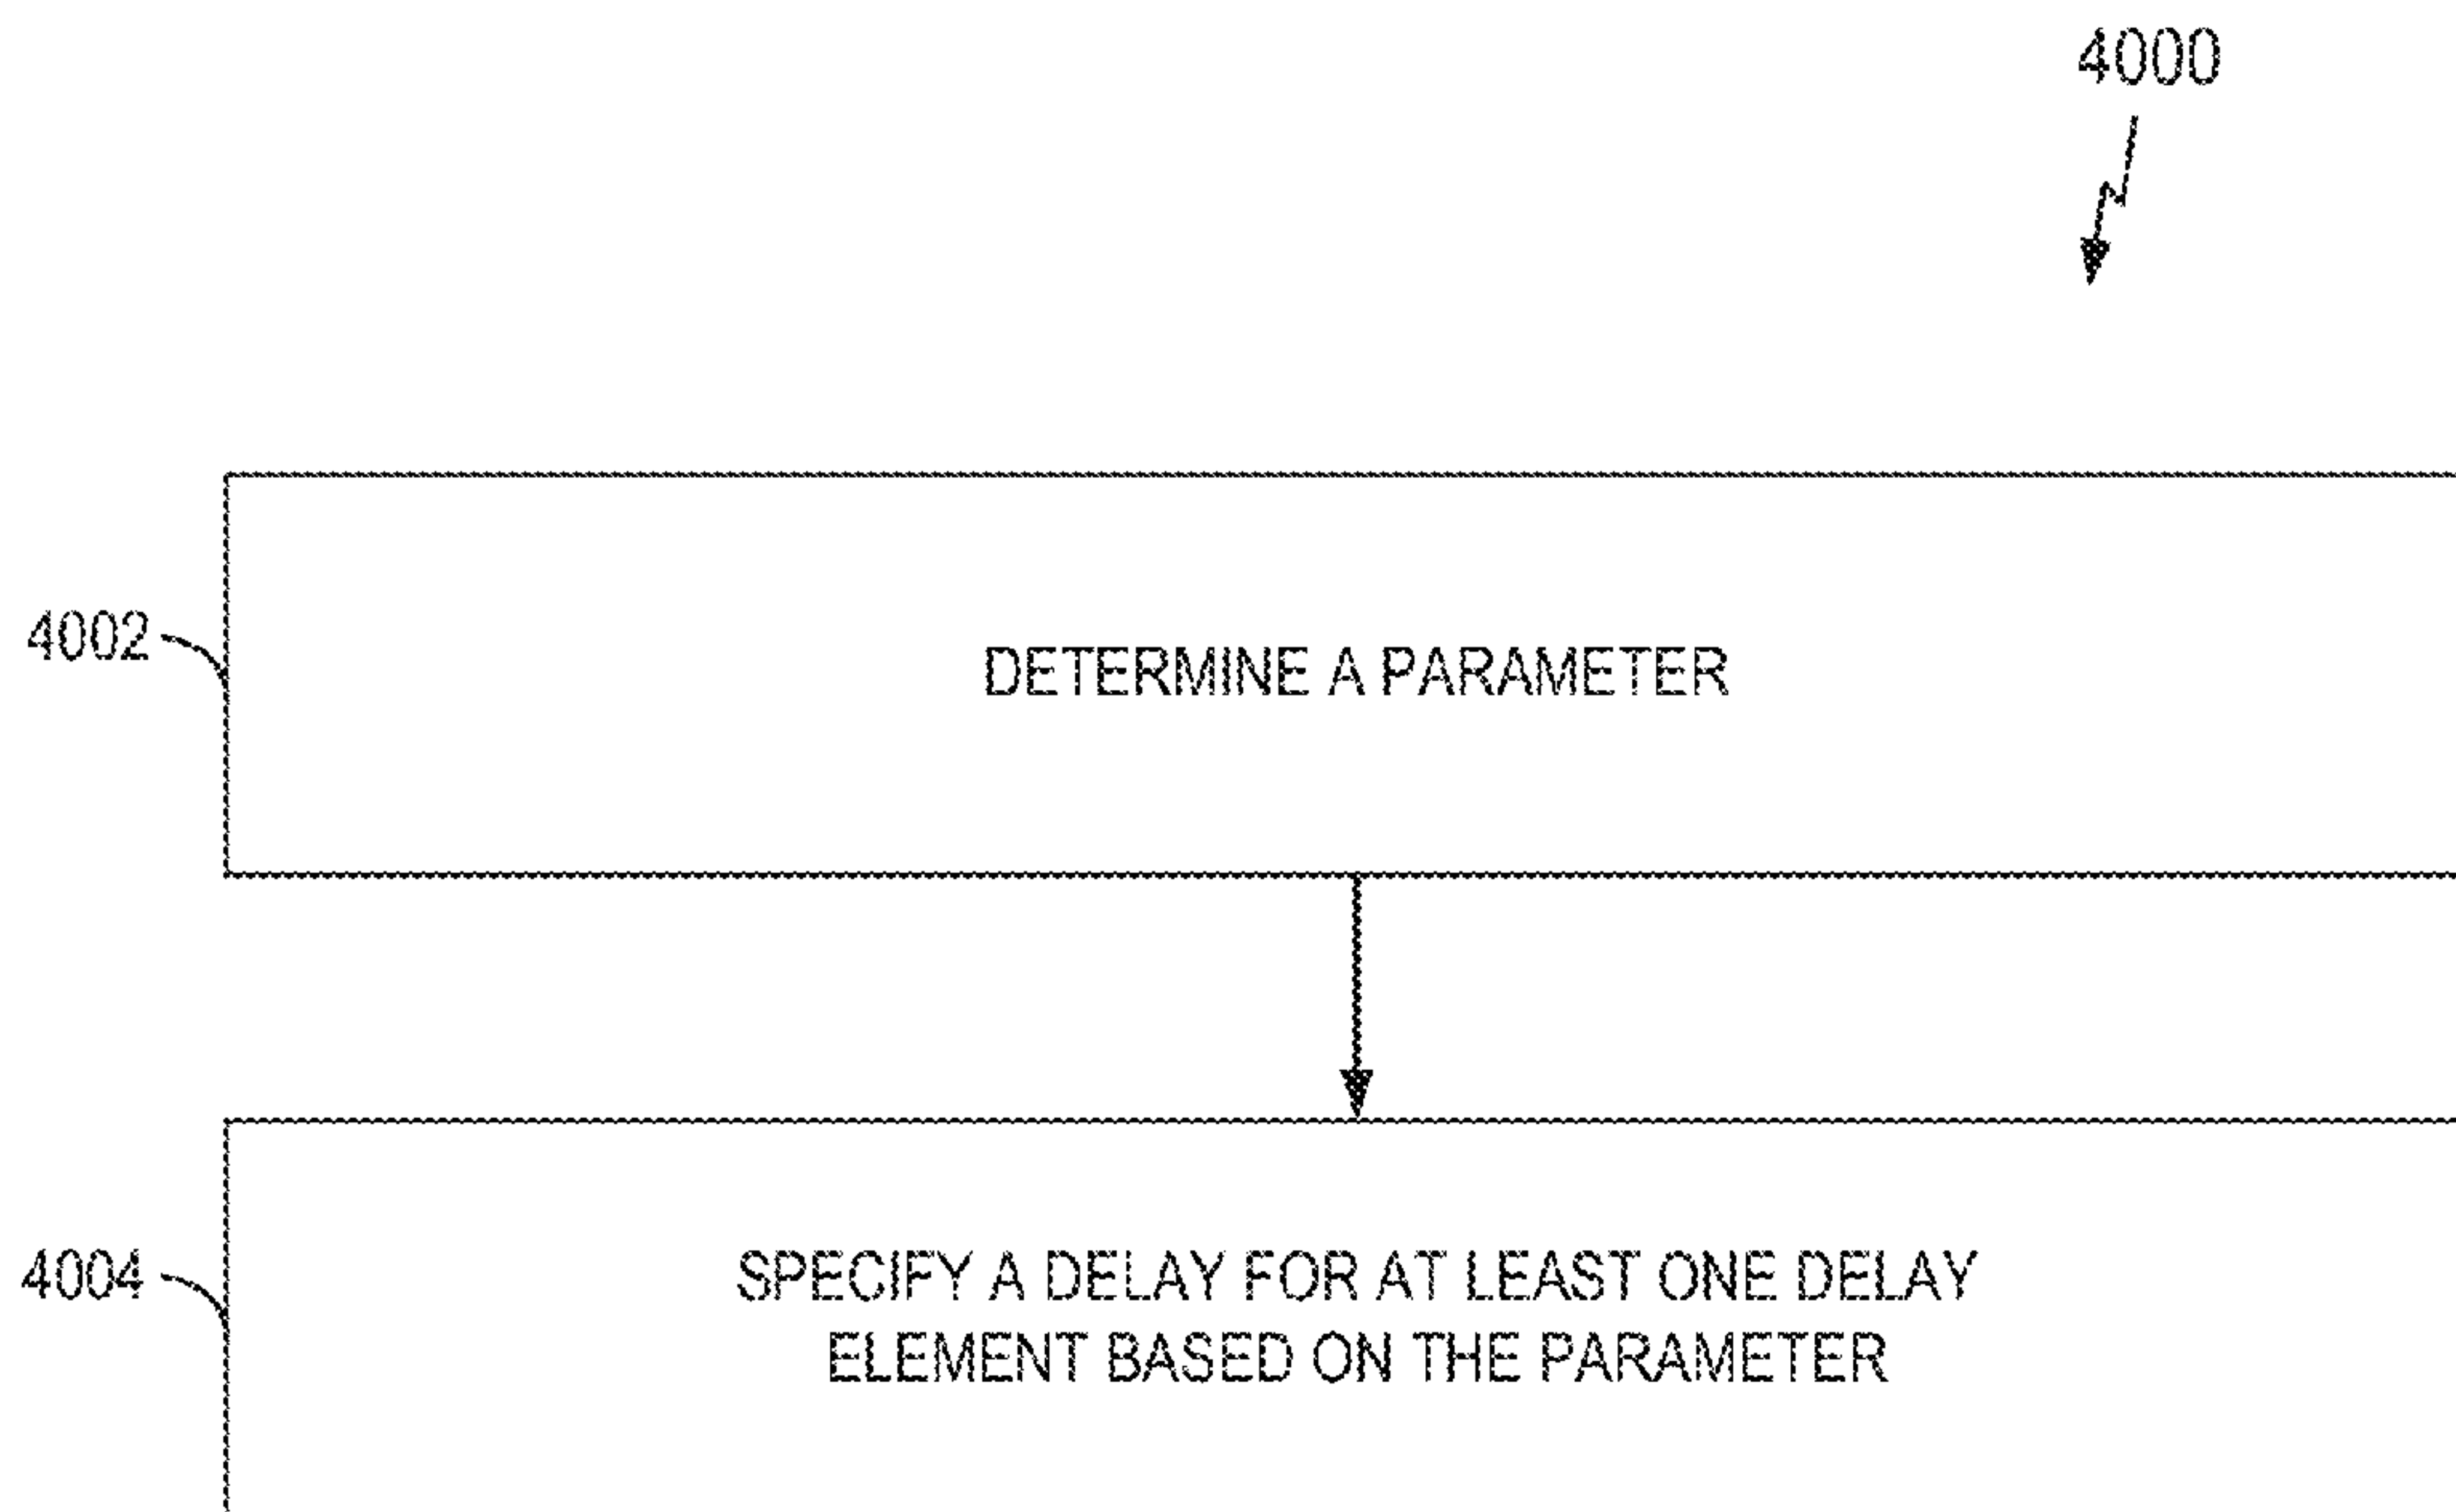 4000
4002
DETERMINE A PARAMETER
4004
SPECIFY A DELAY FOR AT LEAST ONE DELAY
ELEMENT BASED ON THE PARAMETER